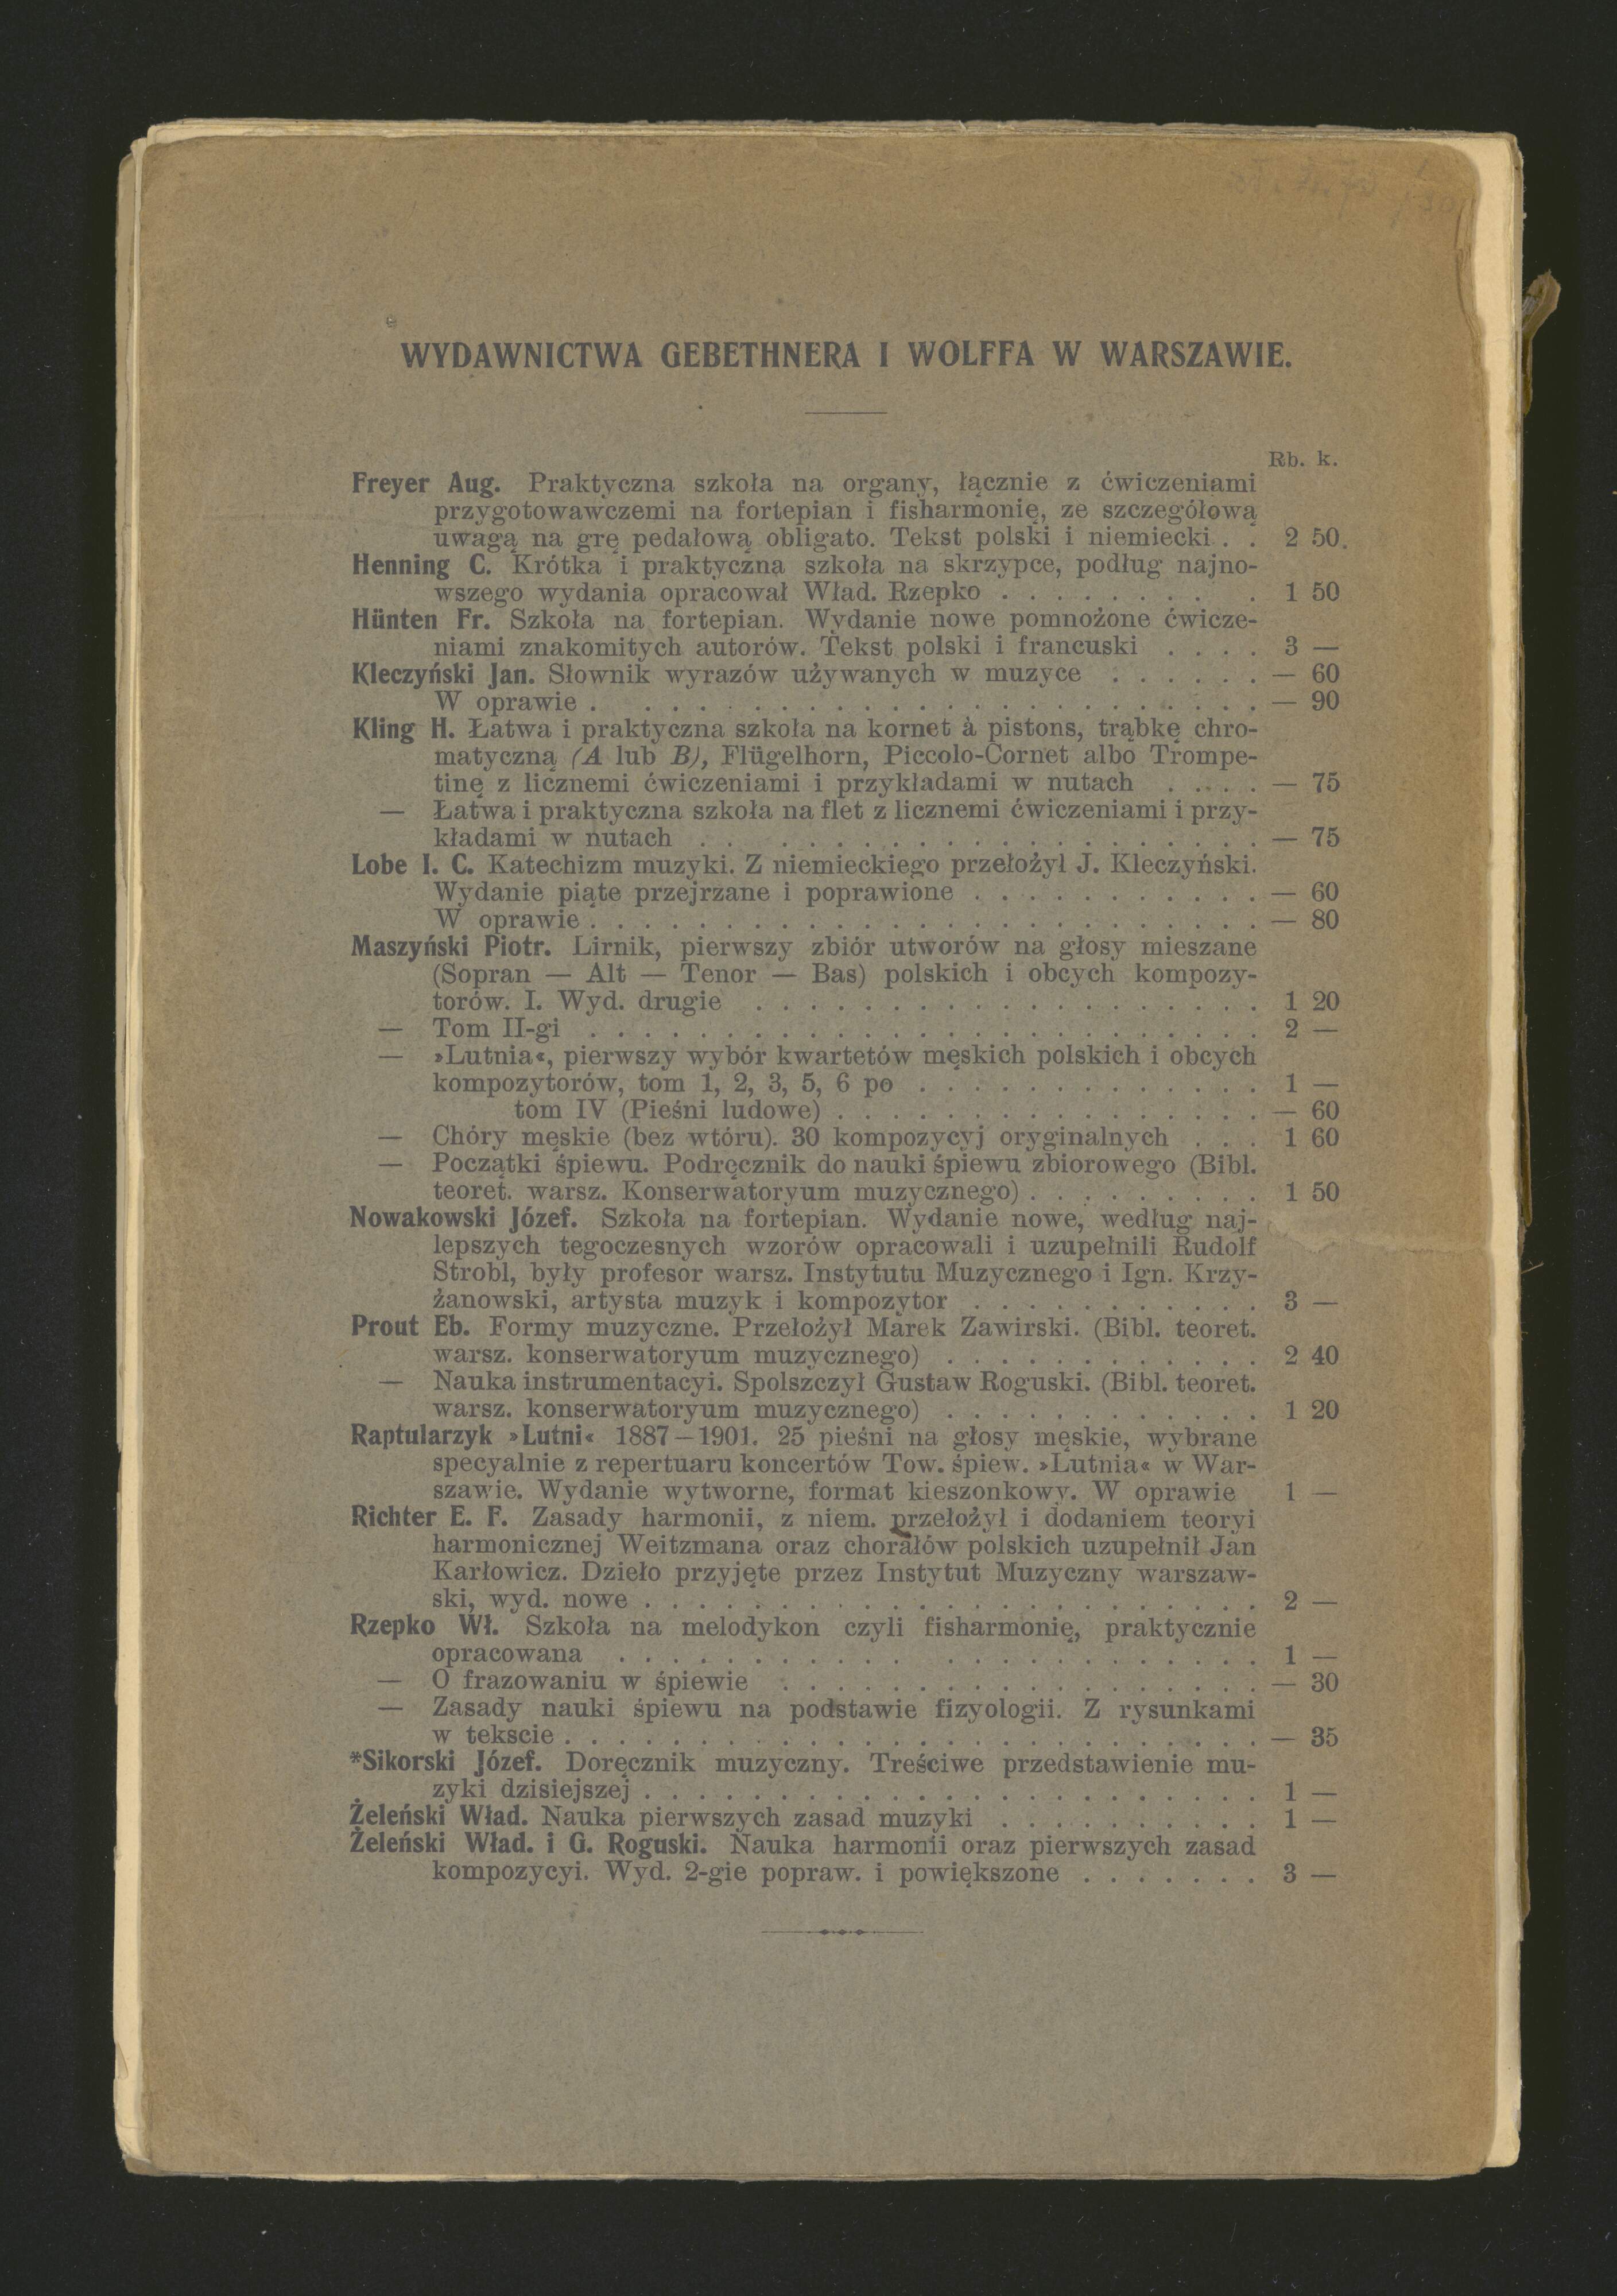 WYDAWNICTWA GEBETHNERA I WOLFFA W WARSZAWIE.
Rb. k.
Freyer Aug. Praktyczna szkoła na organy, łącznie z ćwiczeniami
przygotowawczemi na fortepian i fisharmonię, ze szczegółową
uwagą na grę pedałową obligato. Tekst polski i niemiecki . . 2 50
Henning C. Krótka i praktyczna szkoła na skrzypce, podług najno-
wszego wydania opracował Wład. Rzepko . . . . . . . . . . 1 50
Hünten Fr. Szkoła na fortepian. Wydanie nowe pomnożone ćwicze-
niami znakomitych autorów. Tekst polski i francuski . . . . 3 —
Kleczyński Jan. Słownik wyrazów używanych w muzyce . . . . . . — 60
W oprawie . . . . . . . . . . . . . . . . . . . . . . . — 90
Kling H. Łatwa i praktyczna szkoła na kornet à pistons, trąbkę chro-
matyczną (A lub B), Flügelhorn, Piccolo-Cornet albo Trompe-
tinę z licznemi ćwiczeniami i przykładami w nutach . . . . — 75
— Łatwa i praktyczna szkoła na flet z licznemi ćwiczeniami i przy-
kładami w nutach . . . . . . . . . . . . . . . . . . . . — 75
Lobe I. C. Katechizm muzyki. Z niemieckiego przełożył J. Kleczyński.
Wydanie piąte przejrzane i poprawione . . . . . . . . . . . — 60
W oprawie . . . . . . . . . . . . . . . . . . . . . . . . — 80
Maszyński Piotr. Lirnik, pierwszy zbiór utworów na głosy mieszane
(Sopran — Alt — Tenor — Bas) polskich i obcych kompozy-
torów. I. Wyd. drugie . . . . . . . . . . . . . . . . . . . 1 20
— Tom II-gi . . . . . . . . . . . . . . . . . . . . . . . . . 2 —
— »Lutnia«, pierwszy wybór kwartetów męskich polskich i obcych
kompozytorów, tom 1, 2, 3, 5, 6 po . . . . . . . . . . . . . 1 —
tom IV (Pieśni ludowe) . . . . . . . . . . . . . . . . — 60
— Chóry męskie (bez wtóru). 30 kompozycyj oryginalnych . . . 1 60
— Początki śpiewu. Podręcznik do nauki śpiewu zbiorowego (Bibl.
teoret. warsz. Konserwatoryum muzycznego) . . . . . . . . . 1 50
Nowakowski Józef. Szkoła na fortepian. Wydanie nowe, według naj-
lepszych tegoczesnych wzorów opracowali i uzupełnili Rudolf
Strobl, były profesor warsz. Instytutu Muzycznego i Ign. Krzy-
żanowski, artysta muzyk i kompozytor . . . . . . . . . . . 3 —
Prout Eb. Formy muzyczne. Przełożył Marek Zawirski. (Bibl. teoret.
warsz. konserwatoryum muzycznego) . . . . . . . . . . . . 2 40
— Nauka instrumentacyi. Spolszczył Gustaw Roguski. (Bibl. teoret.
warsz. konserwatoryum muzycznego) . . . . . . . . . . . . 1 20
Raptularzyk »Lutni« 1887—1901. 25 pieśni na głosy męskie, wybrane
specyalnie z repertuaru koncertów Tow. śpiew. »Lutnia« w War-
szawie. Wydanie wytworne, format kieszonkowy. W oprawie 1 —
Richter E. F. Zasady harmonii, z niem. przełożył i dodaniem teoryi
harmonicznej Weitzmana oraz chorałów polskich uzupełnił Jan
Karłowicz. Dzieło przyjęte przez Instytut Muzyczny warszaw-
ski, wyd. nowe . . . . . . . . . . . . . . . . . . . . . . . 2 —
Rzepko Wł. Szkoła na melodykon czyli fisharmonię, praktycznie
opracowana . . . . . . . . . . . . . . . . . . . . . . . . 1 —
— O frazowaniu w śpiewie . . . . . . . . . . . . . . . . . . — 30
— Zasady nauki śpiewu na podstawie fizyologii. Z rysunkami
w tekscie . . . . . . . . . . . . . . . . . . . . . . . . . . — 35
*Sikorski Józef. Doręcznik muzyczny. Treściwe przedstawienie mu-
zyki dzisiejszej . . . . . . . . . . . . . . . . . . . . . . . 1 —
Żeleński Wład. Nauka pierwszych zasad muzyki . . . . . . . . . . 1 —
Żeleński Wład. i G. Roguski. Nauka harmonii oraz pierwszych zasad
kompozycyi. Wyd. 2-gie popraw. i powiększone . . . . . . . 3 —